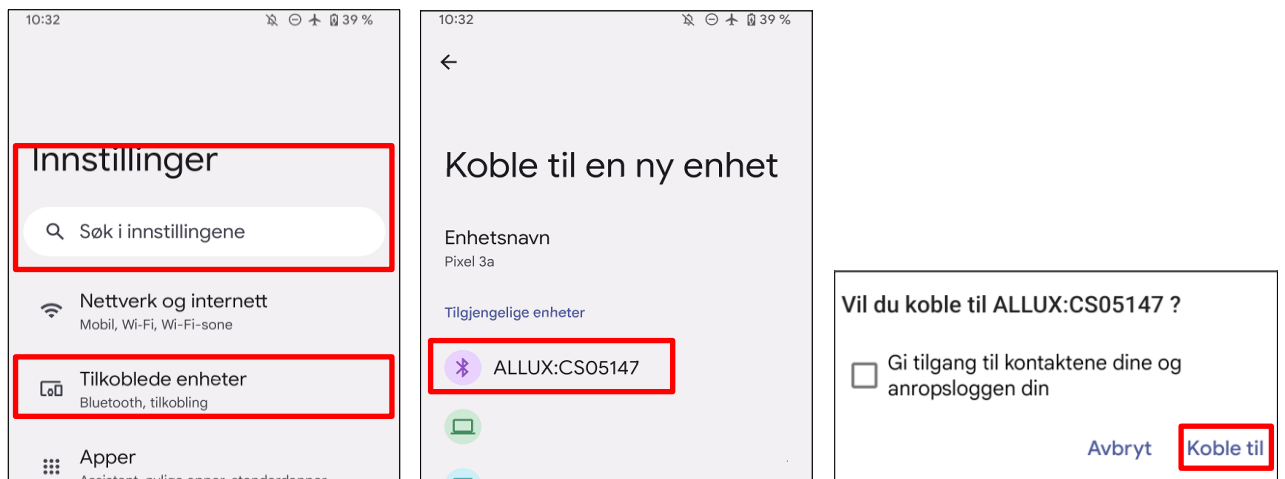 10:32
39 %
Innstillinger
Søk i innstillingene
Nettverk og internett
Mobil, Wi-Fi, Wi-Fi-sone
Tilkoblede enheter
Bluetooth, tilkobling
Apper
10:32
39 %
Koble til en ny enhet
Enhetsnavn
Pixel 3a
Tilgjengelige enheter
ALLUX:CS05147
Vil du koble til ALLUX:CS05147 ?
Gi tilgang til kontaktene dine og
anropsloggen din
Avbryt
Koble til